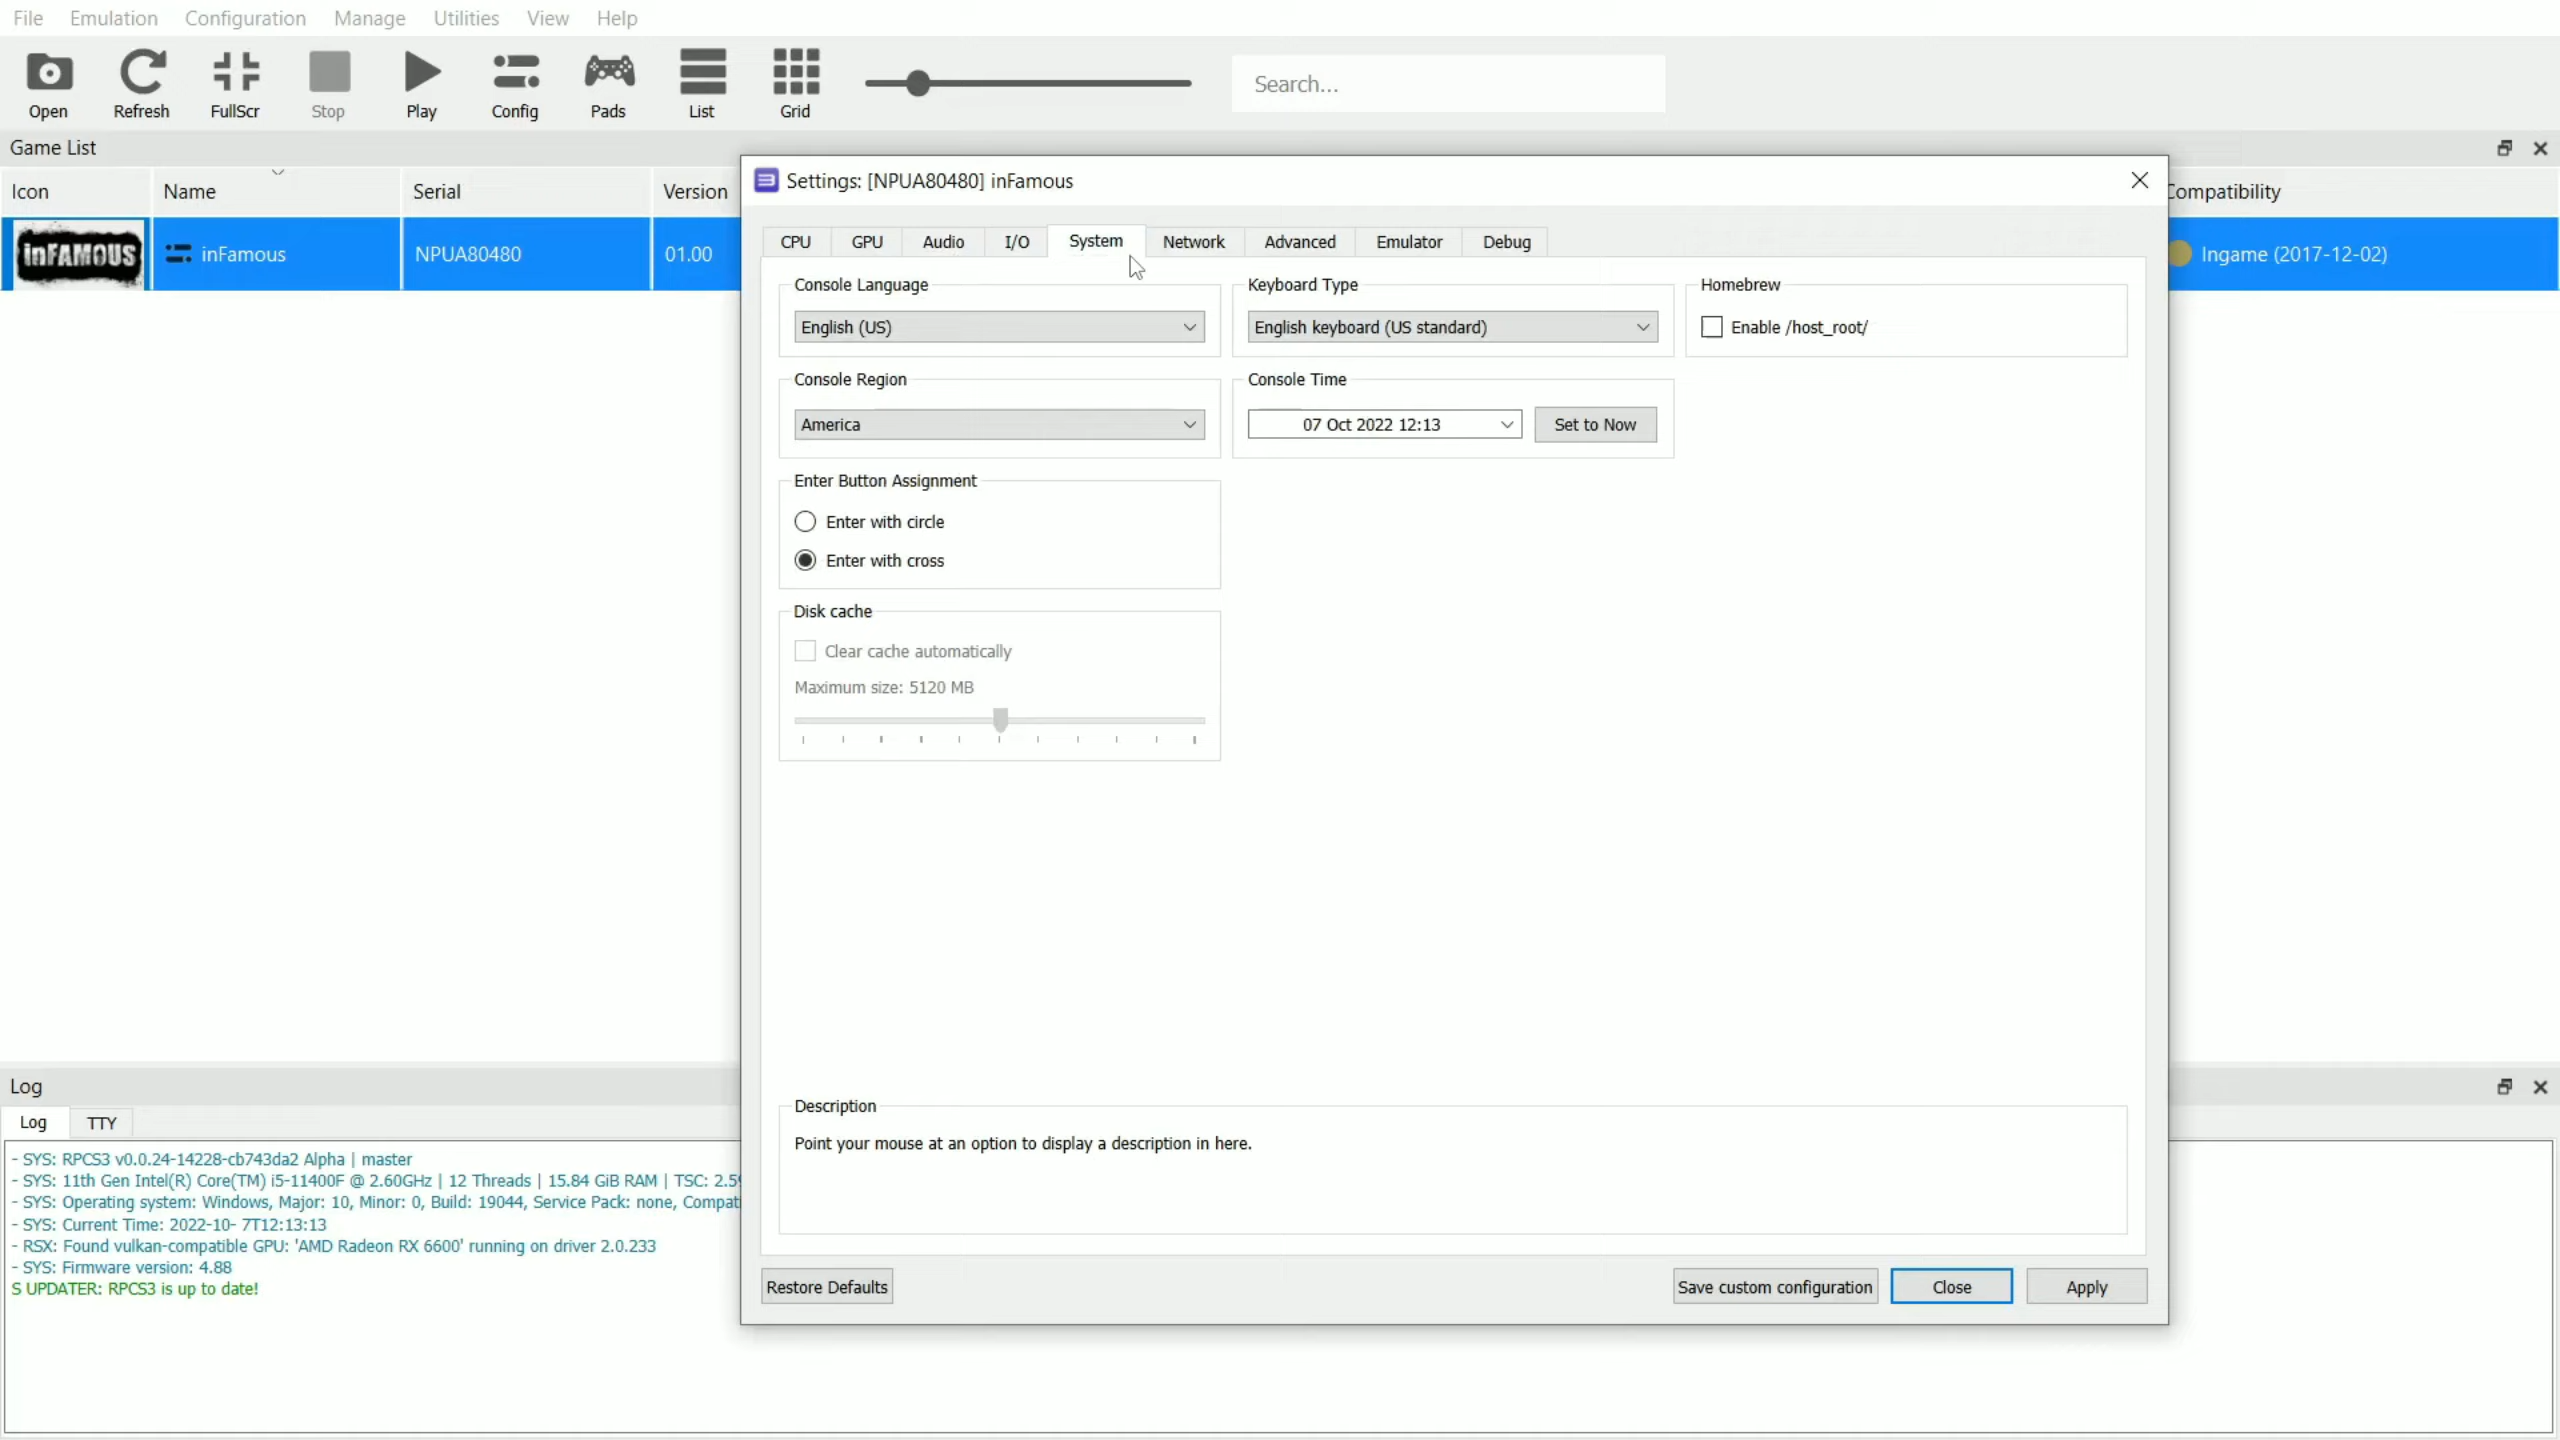 File Emulation Configuration Manage Utilities View Help
Open Refresh FullScr Stop Play Config Pads List Grid Search...
Game List
Icon Name Serial Version Compatibility
inFAMOUS inFamous NPUA80480 01.00 Ingame (2017-12-02)
Settings: [NPUA80480] inFamous
CPU GPU Audio I/O System Network Advanced Emulator Debug
Console Language Keyboard Type Homebrew
English (US) English keyboard (US standard) Enable /host_root/
Console Region Console Time
America 07 Oct 2022 12:13 Set to Now
Enter Button Assignment
Enter with circle
Enter with cross
Disk cache
Clear cache automatically
Maximum size: 5120 MB
Description
Point your mouse at an option to display a description in here.
Restore Defaults Save custom configuration Close Apply
Log
Log TTY
- SYS: RPCS3 v0.0.24-14228-cb743da2 Alpha | master
- SYS: 11th Gen Intel(R) Core(TM) i5-11400F @ 2.60GHz | 12 Threads | 15.84 GiB RAM | TSC: 2.59
- SYS: Operating system: Windows, Major: 10, Minor: 0, Build: 19044, Service Pack: none, Compat
- SYS: Current Time: 2022-10- 7T12:13:13
- RSX: Found vulkan-compatible GPU: 'AMD Radeon RX 6600' running on driver 2.0.233
- SYS: Firmware version: 4.88
S UPDATER: RPCS3 is up to date!